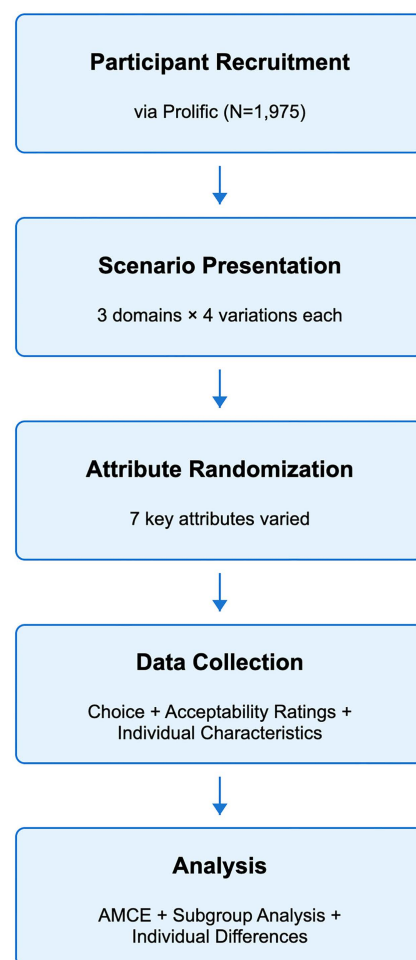 Participant Recruitment
via Prolific (N=1,975)
Scenario Presentation
3 domains × 4 variations each
Attribute Randomization
7 key attributes varied
Data Collection
Choice + Acceptability Ratings +
Individual Characteristics
Analysis
AMCE + Subgroup Analysis +
Individual Differences